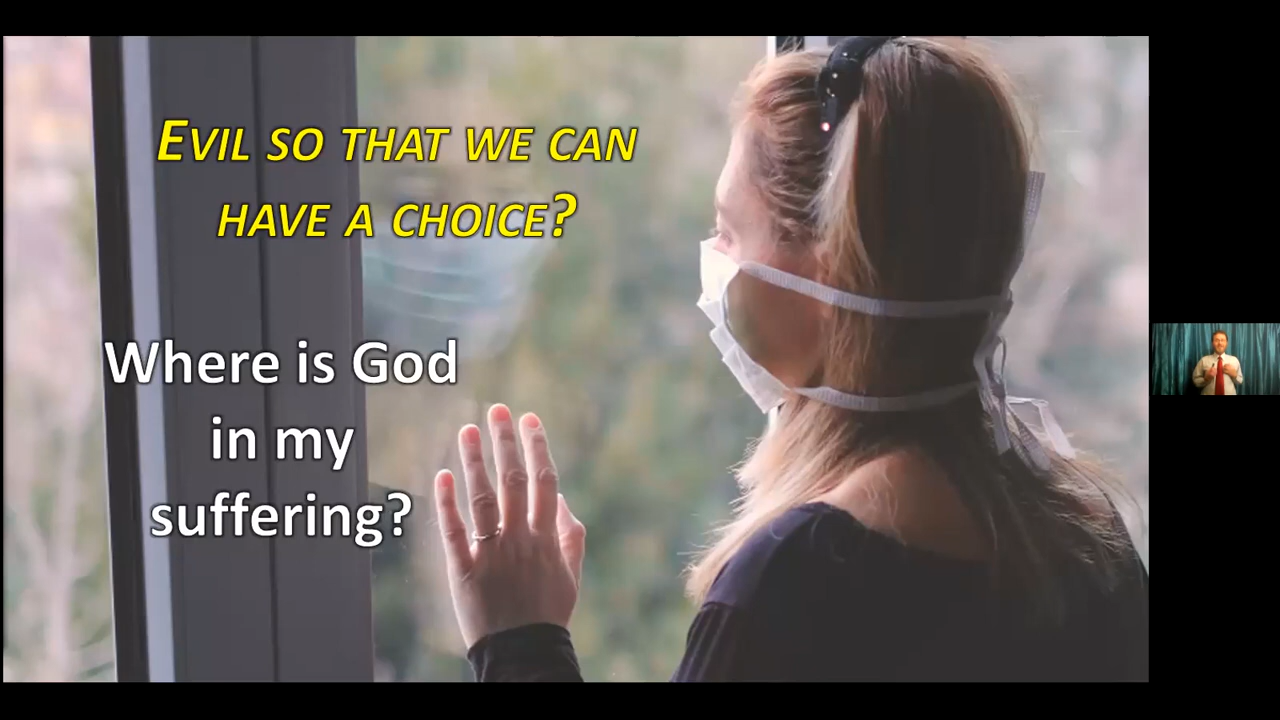 EVIL SO THAT WE CAN
HAVE A CHOICE?
Where is God
in my
suffering?